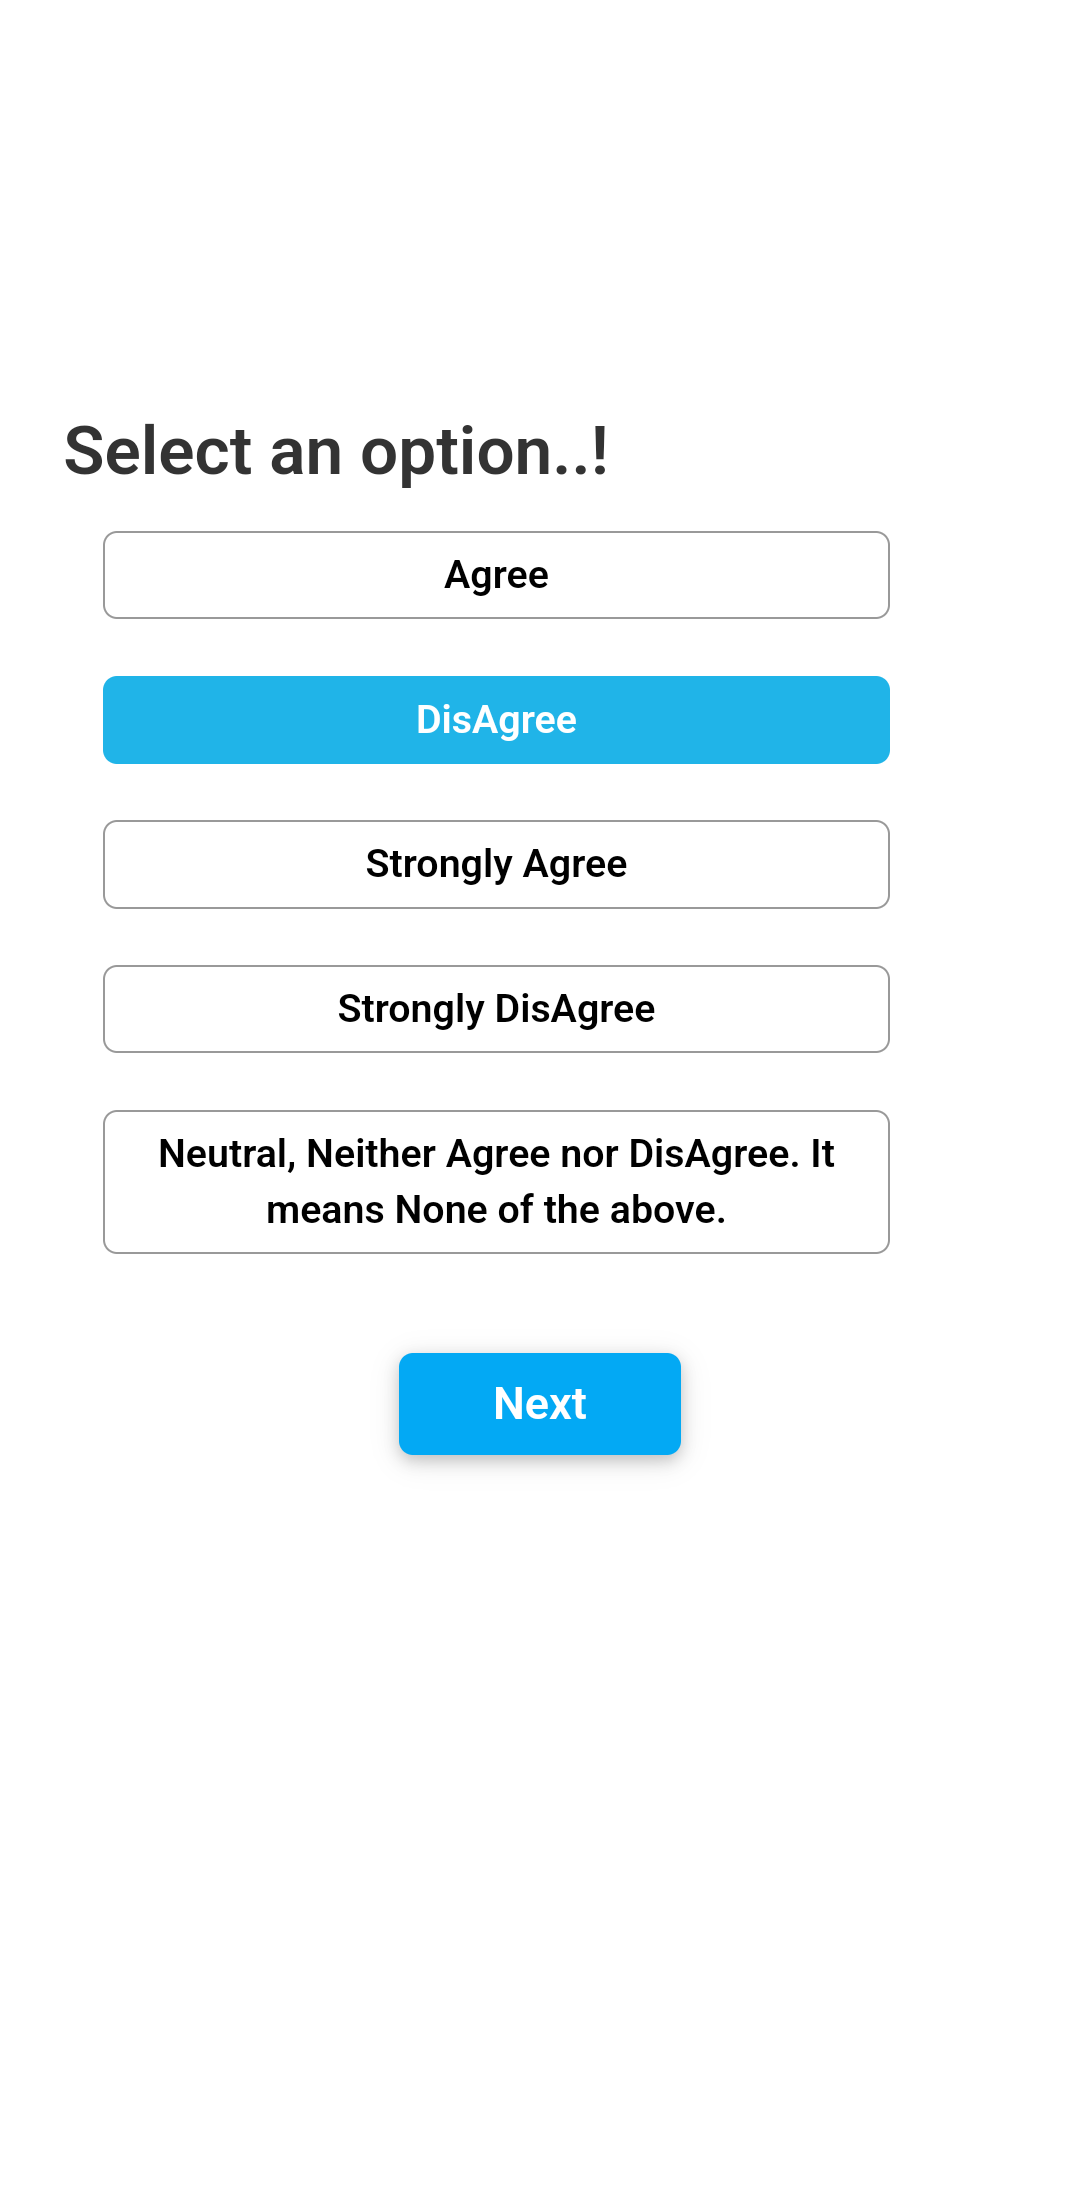 Select an option..!
Agree
DisAgree
Strongly Agree
Strongly DisAgree
Neutral, Neither Agree nor DisAgree. It
means None of the above.
Next